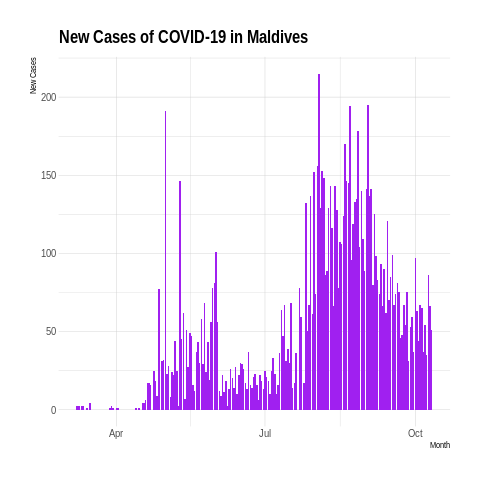 New Cases of COVID-19 in Maldives
New Cases
200
150
100
50
0
Apr
Jul
Oct
Month